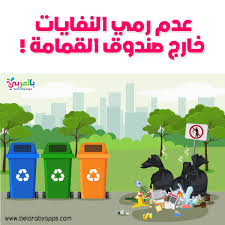 عدم رمي النفايات
خارج صندوق القمامة !
بالعربي
www.belarabyapps.com